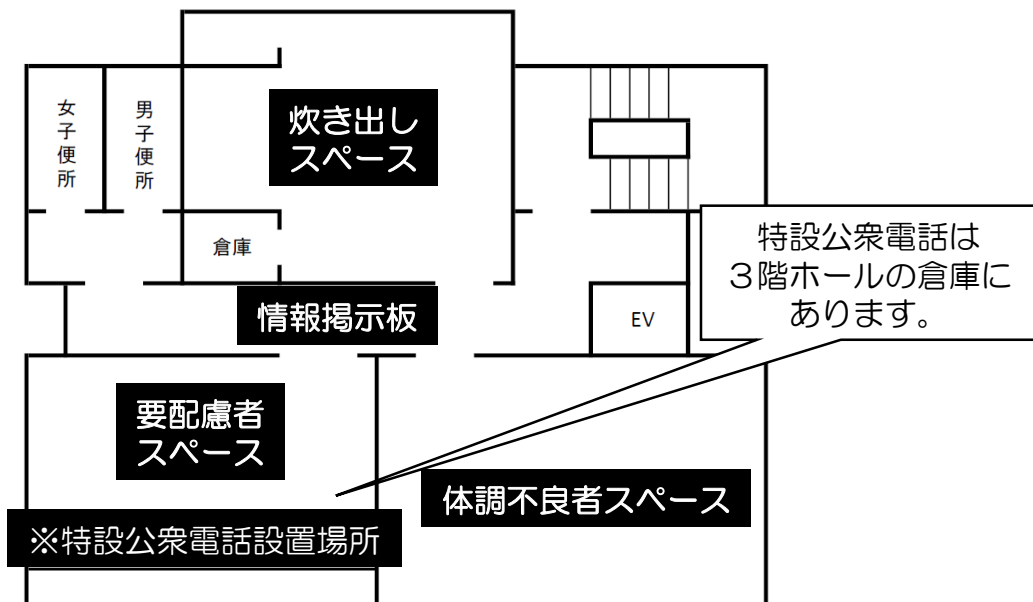 女子便所
男子便所
炊き出し
スペース
倉庫
特設公衆電話は
３階ホールの倉庫に
あります。
情報掲示板
EV
要配慮者
スペース
体調不良者スペース
※特設公衆電話設置場所